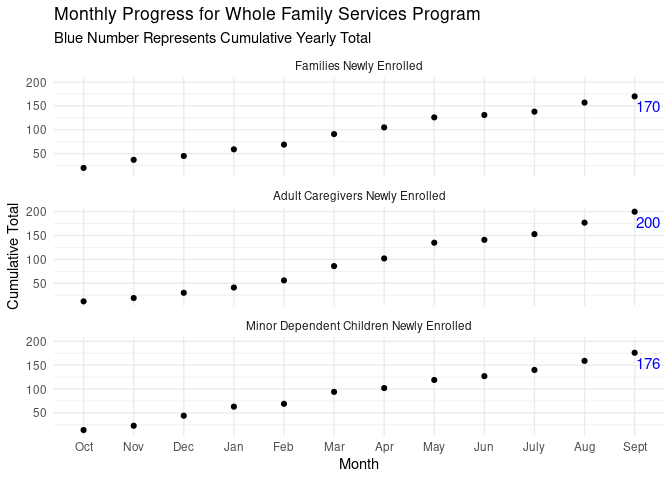 Monthly Progress for Whole Family Services Program
Blue Number Represents Cumulative Yearly Total
Families Newly Enrolled
200
150
100
50
170
Adult Caregivers Newly Enrolled
200
150
100
50
200
Cumulative Total
Minor Dependent Children Newly Enrolled
200
150
100
50
176
Oct Nov Dec Jan Feb Mar Apr May Jun July Aug Sept
Month